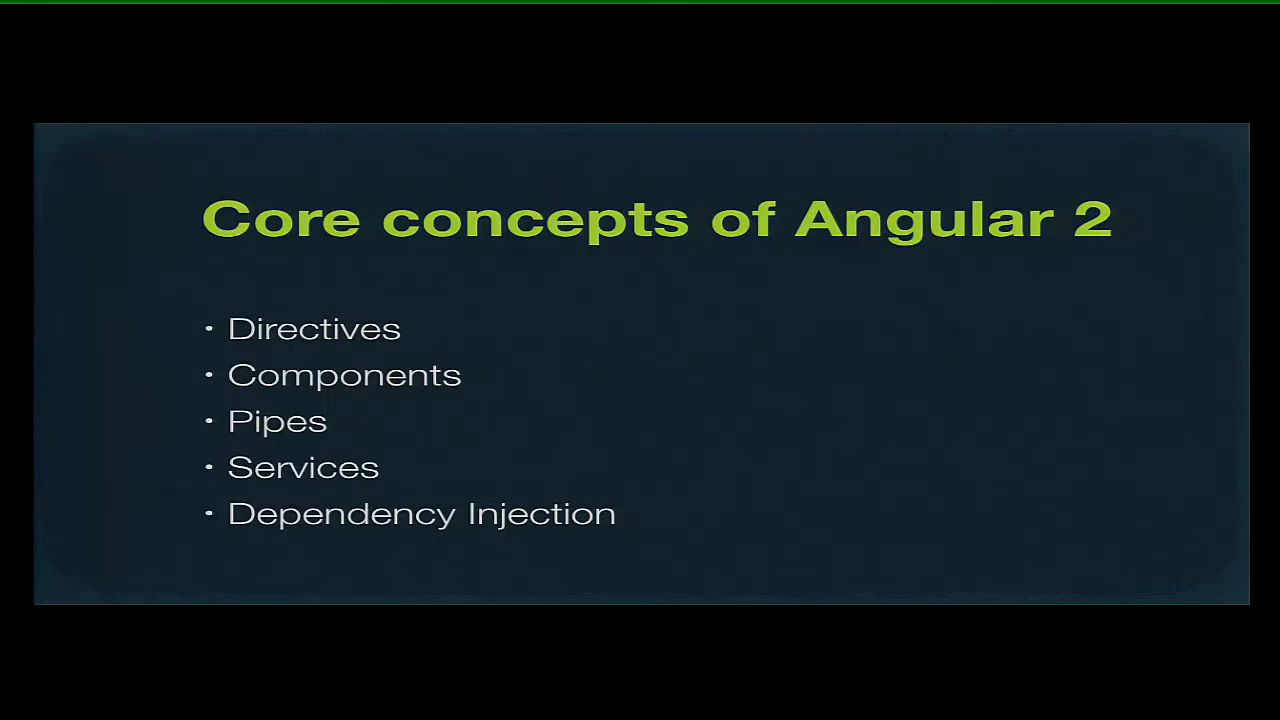 Core concepts of Angular 2
• Directives
• Components
• Pipes
• Services
• Dependency Injection